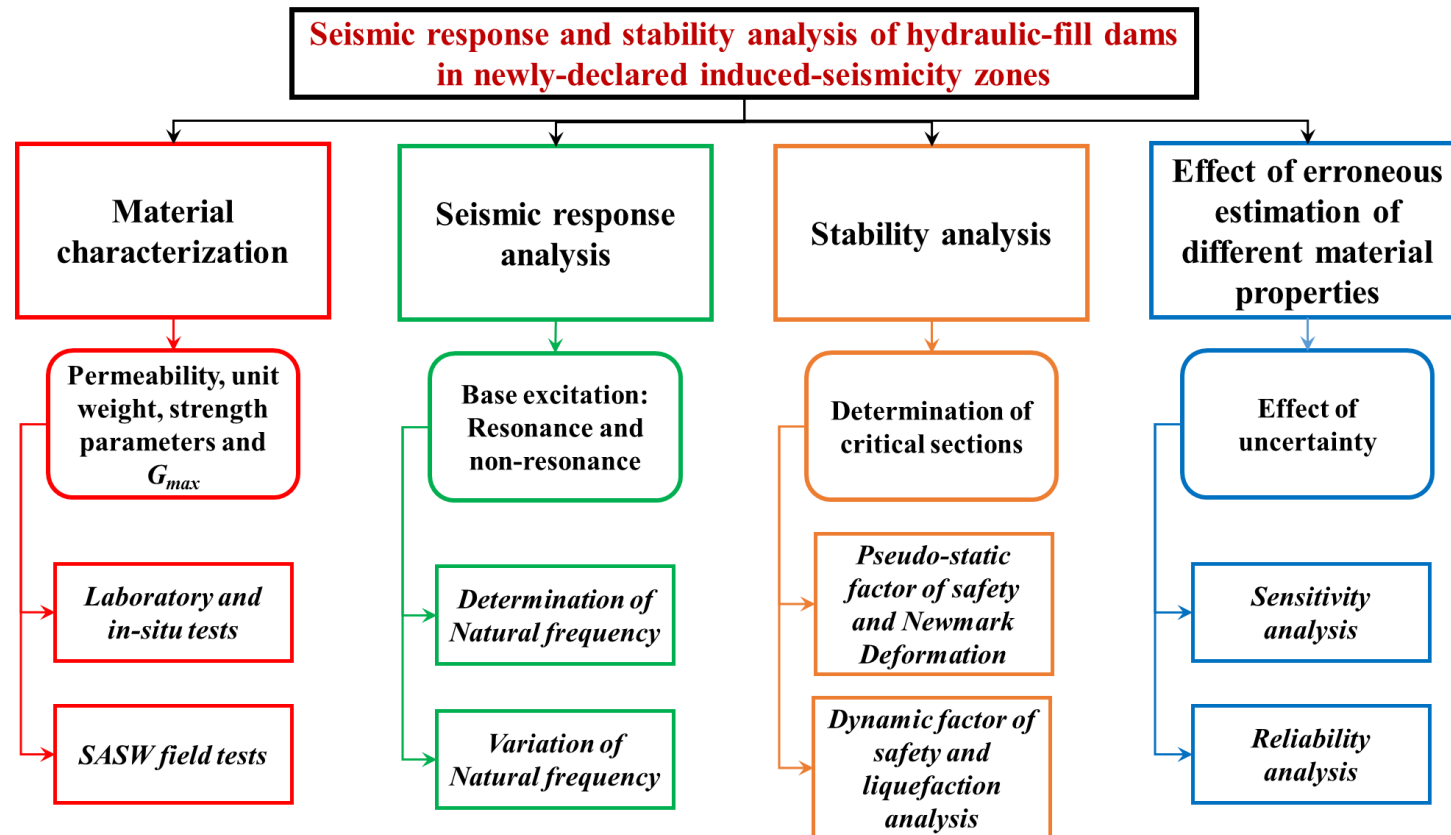 Seismic response and stability analysis of hydraulic-fill dams
in newly-declared induced-seismicity zones
Material
characterization
Seismic response
analysis
Stability analysis
Effect of erroneous
estimation of
different material
properties
Permeability, unit
weight, strength
parameters and
Gmax
Base excitation:
Resonance and
non-resonance
Determination of
critical sections
Effect of
uncertainty
Laboratory and
in-situ tests
Determination of
Natural frequency
Pseudo-static
factor of safety
and Newmark
Deformation
Sensitivity
analysis
SASW field tests
Variation of
Natural frequency
Dynamic factor of
safety and
liquefaction
analysis
Reliability
analysis